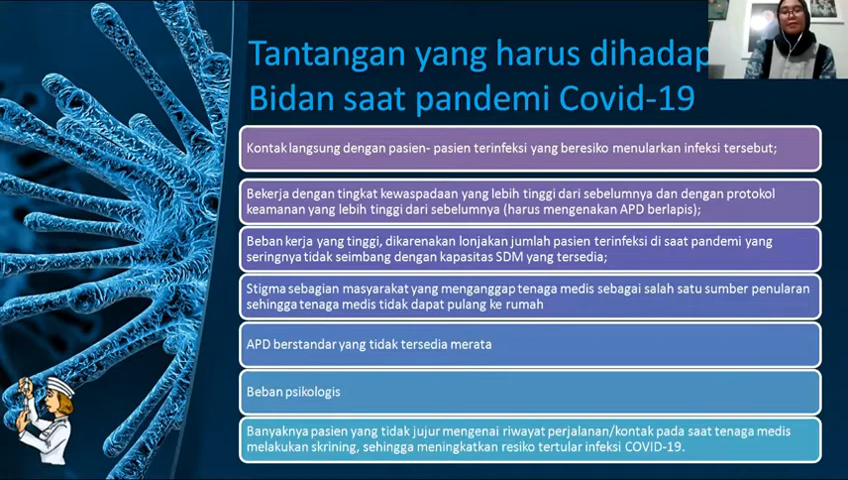 Tantangan yang harus dihadap
Bidan saat pandemi Covid-19
Kontak langsung dengan pasien- pasien terinfeksi yang beresiko menularkan infeksi tersebut;
Bekerja dengan tingkat kewaspadaan yang lebih tinggi dari sebelumnya dan dengan protokol
keamanan yang lebih tinggi dari sebelumnya (harus mengenakan APD berlapis);
Beban kerja yang tinggi, dikarenakan lonjakan jumlah pasien terinfeksi di saat pandemi yang
seringnya tidak seimbang dengan kapasitas SDM yang tersedia;
Stigma sebagian masyarakat yang menganggap tenaga medis sebagai salah satu sumber penularan
sehingga tenaga medis tidak dapat pulang ke rumah
APD berstandar yang tidak tersedia merata
Beban psikologis
Banyaknya pasien yang tidak jujur mengenai riwayat perjalanan/kontak pada saat tenaga medis
melakukan skrining, sehingga meningkatkan resiko tertular infeksi COVID-19.